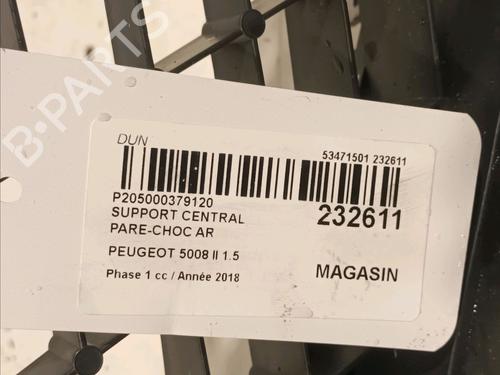 B-PARTS
DUN
53471501 232611
P205000379120
SUPPORT CENTRAL
232611
PARE-CHOC AR
PEUGEOT 5008 II 1.5
Phase 1 cc / Année 2018
MAGASIN